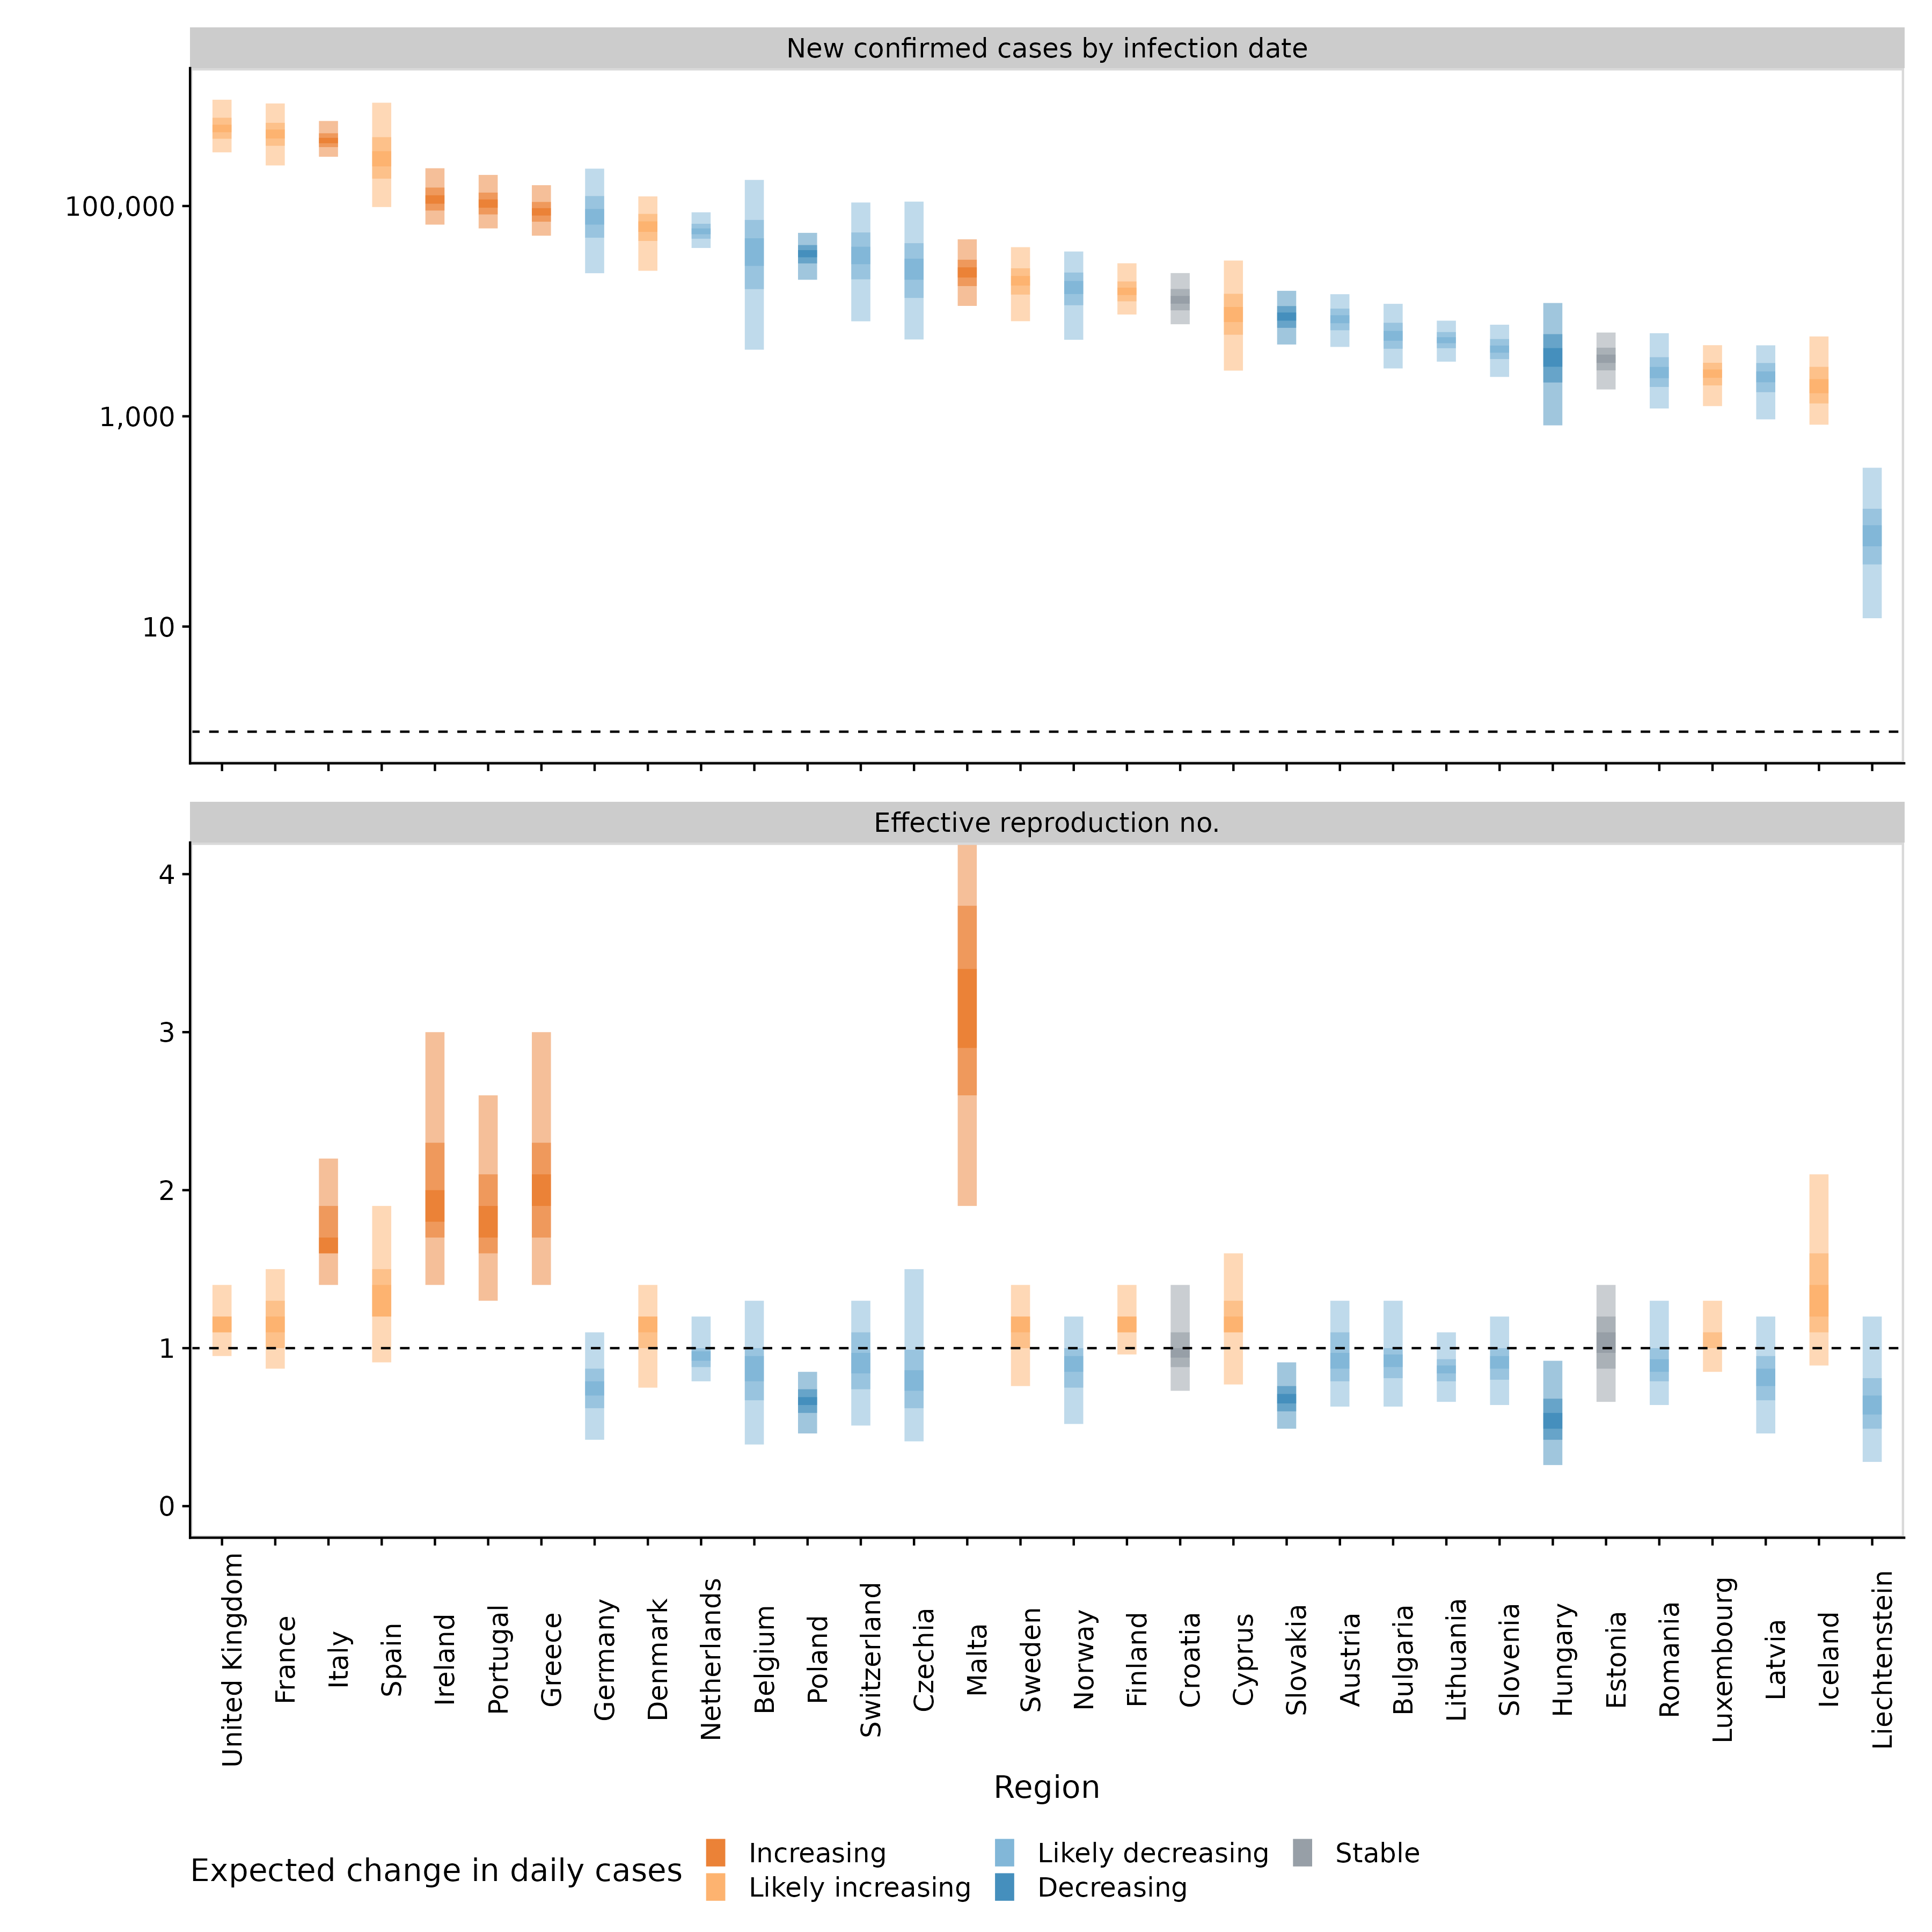 New confirmed cases by infection date
100,000
1,000
10
Effective reproduction no.
4
3
2
1
0
United Kingdom
France
Italy
Spain
Ireland
Portugal
Greece
Germany
Denmark
Netherlands
Belgium
Poland
Switzerland
Czechia
Malta
Sweden
Norway
Finland
Croatia
Cyprus
Slovakia
Austria
Bulgaria
Lithuania
Slovenia
Hungary
Estonia
Romania
Luxembourg
Latvia
Iceland
Liechtenstein
Region
Expected change in daily cases
Increasing
Likely increasing
Likely decreasing
Decreasing
Stable